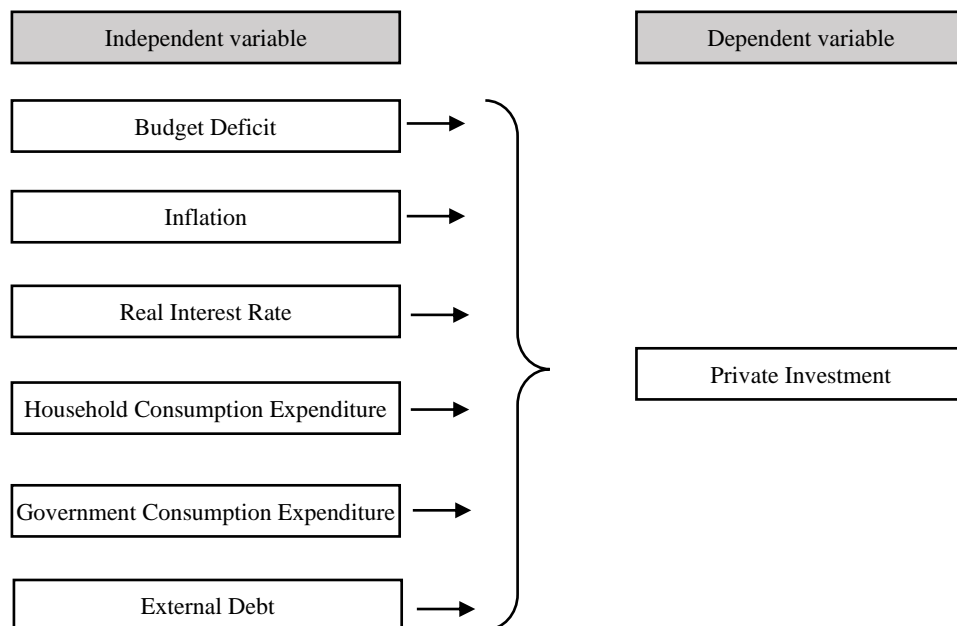 Independent variable
Dependent variable
Budget Deficit
Inflation
Real Interest Rate
Private Investment
Household Consumption Expenditure
Government Consumption Expenditure
External Debt